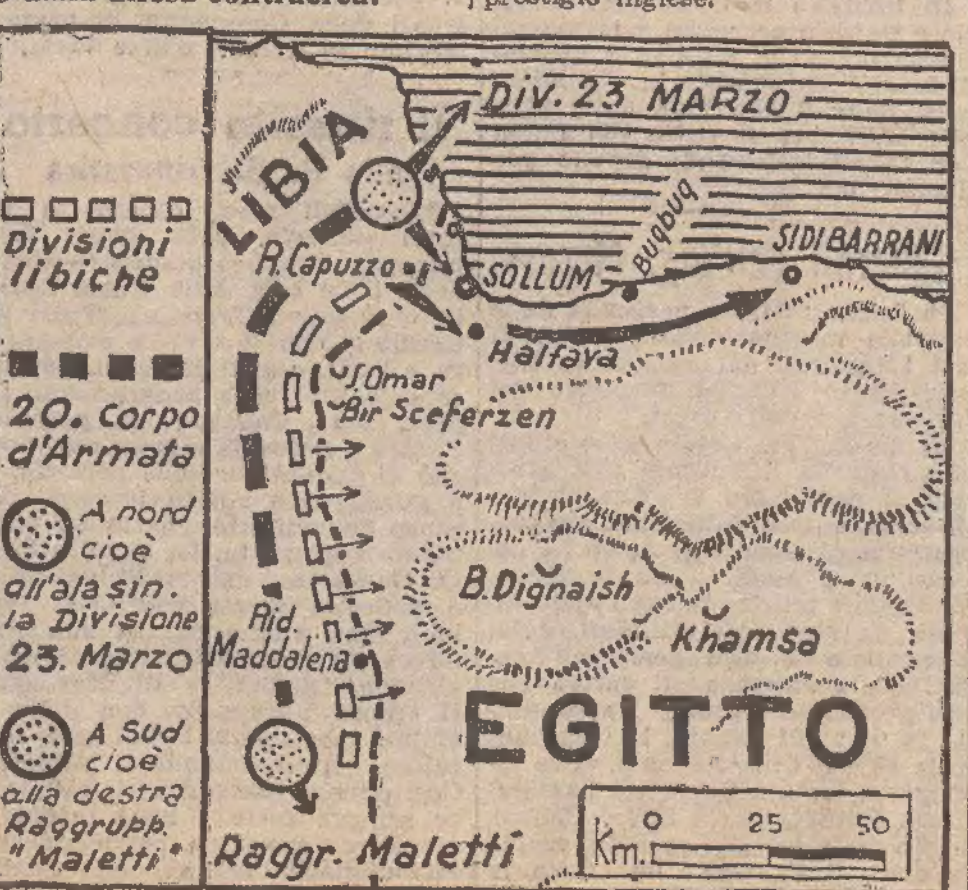 prestigio inglese.
Divisioni
libiche
20. Corpo
d'Armata
A nord
cioè
all'ala sin.
la Divisione
23. Marzo
A Sud
cioè
alla destra
Raggrupp.
"Maletti"
DIV. 23 MARZO
LIBIA
R. Capuzzo
SOLLUM
Buqbuq
SIDI BARRANI
Halfaya
S. Omar
Bir Sceferzen
B. Dignaish
Khamsa
Rid.
Maddalena
EGITTO
Raggr. Maletti
Km. 0 25 50